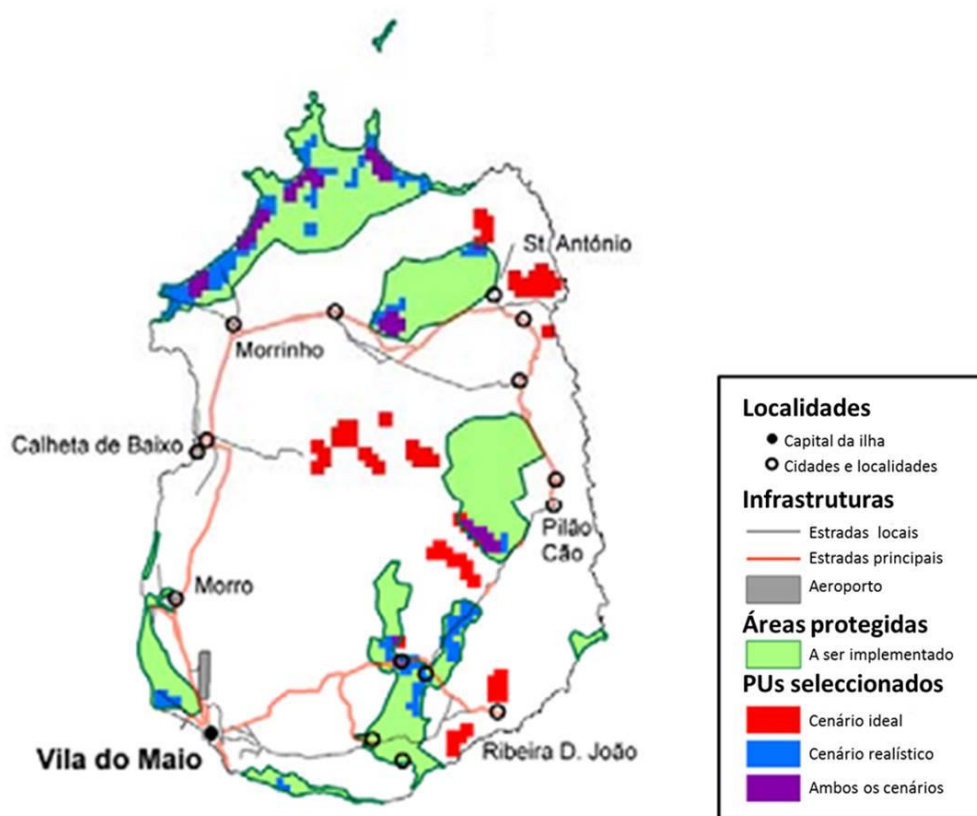 St. António
Morrinho
Calheta de Baixo
Pilão
Cão
Morro
Vila do Maio
Ribeira D. João
Localidades
Capital da ilha
Cidades e localidades
Infrastruturas
Estradas locais
Estradas principais
Aeroporto
Áreas protegidas
A ser implementado
PUs seleccionados
Cenário ideal
Cenário realístico
Ambos os cenários